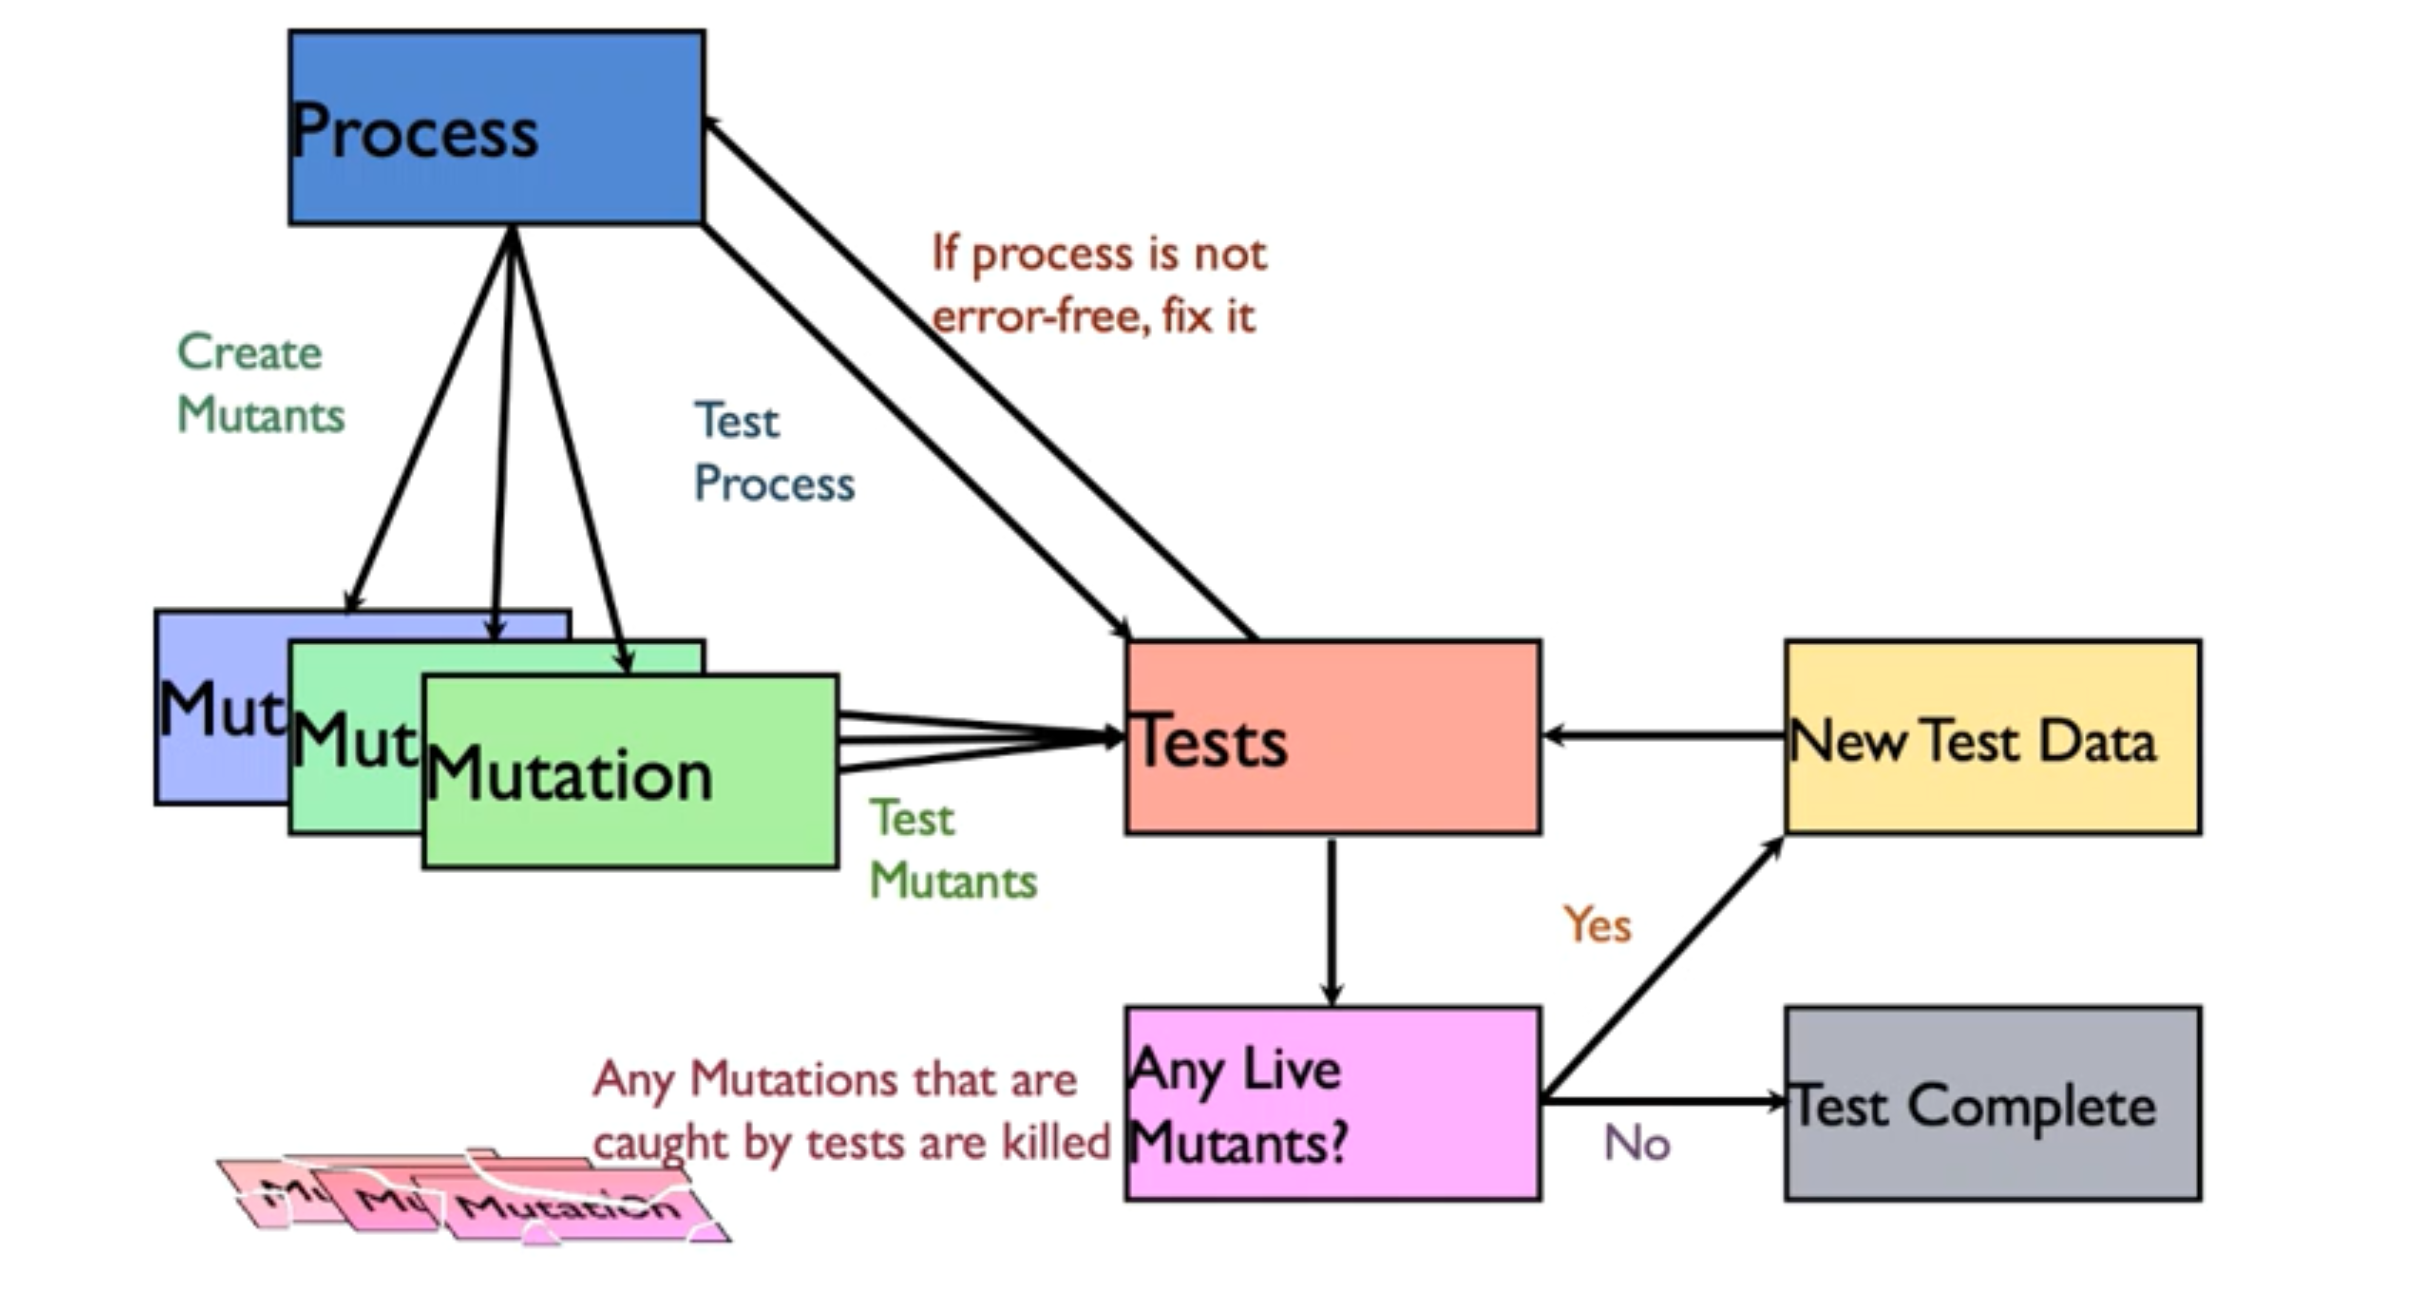 Process
If process is not
error-free, fix it
Create
Mutants
Test
Process
Mut
Mut
Mutation
Tests
New Test Data
Test
Mutants
Yes
Any Mutations that are
caught by tests are killed
Any Live
Mutants?
Test Complete
No
Mu
Mu
Mutation